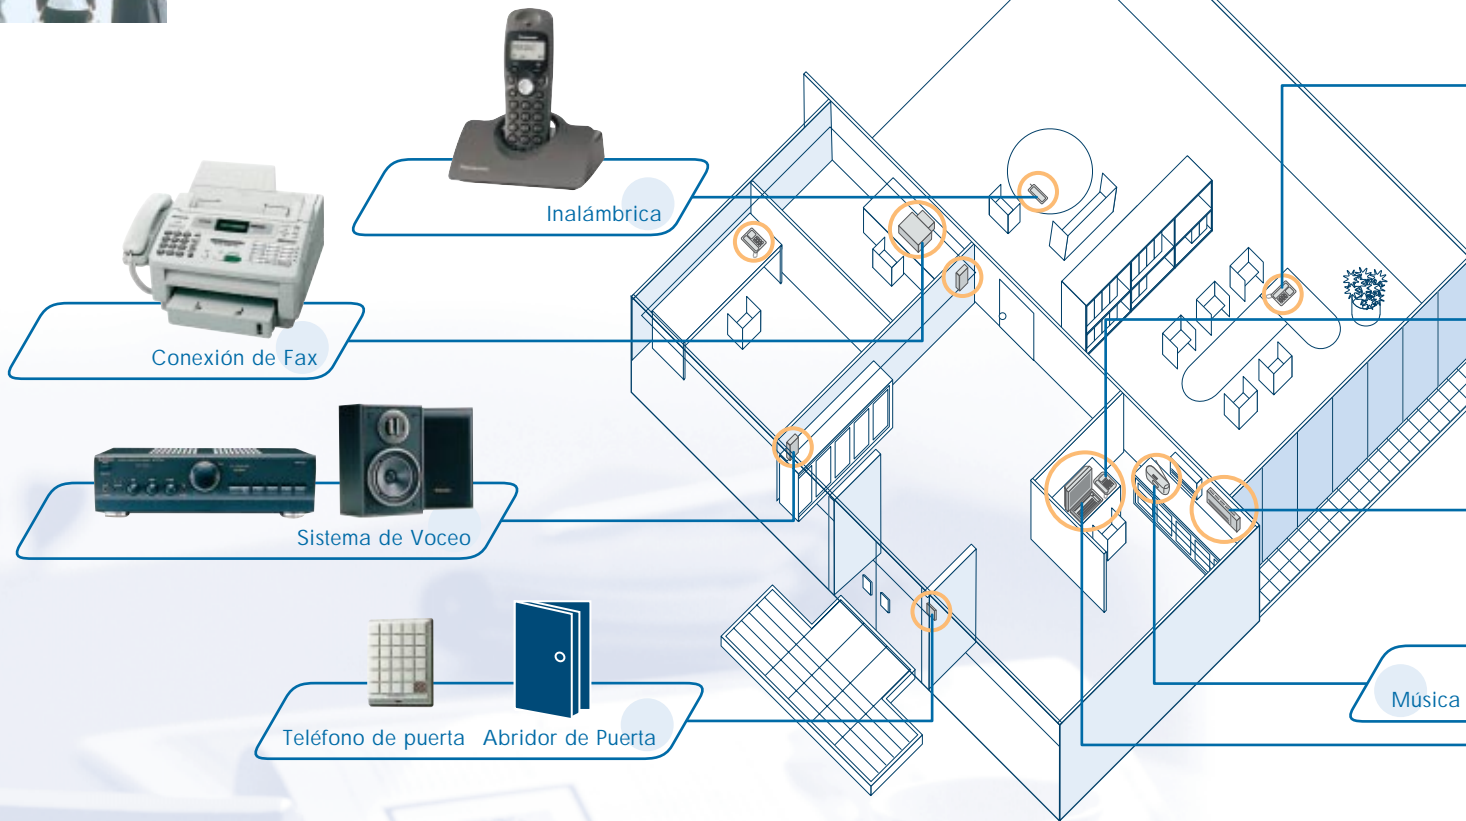 Inalámbrica
Conexión de Fax
Sistema de Voceo
Teléfono de puerta Abridor de Puerta
Música